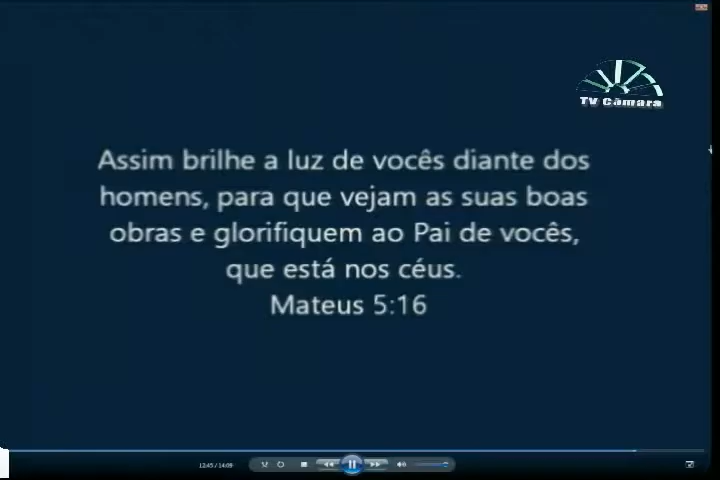 TV Câmara
Assim brilhe a luz de vocês diante dos
homens, para que vejam as suas boas
obras e glorifiquem ao Pai de vocês,
que está nos céus.
Mateus 5:16
12:45 / 14:09